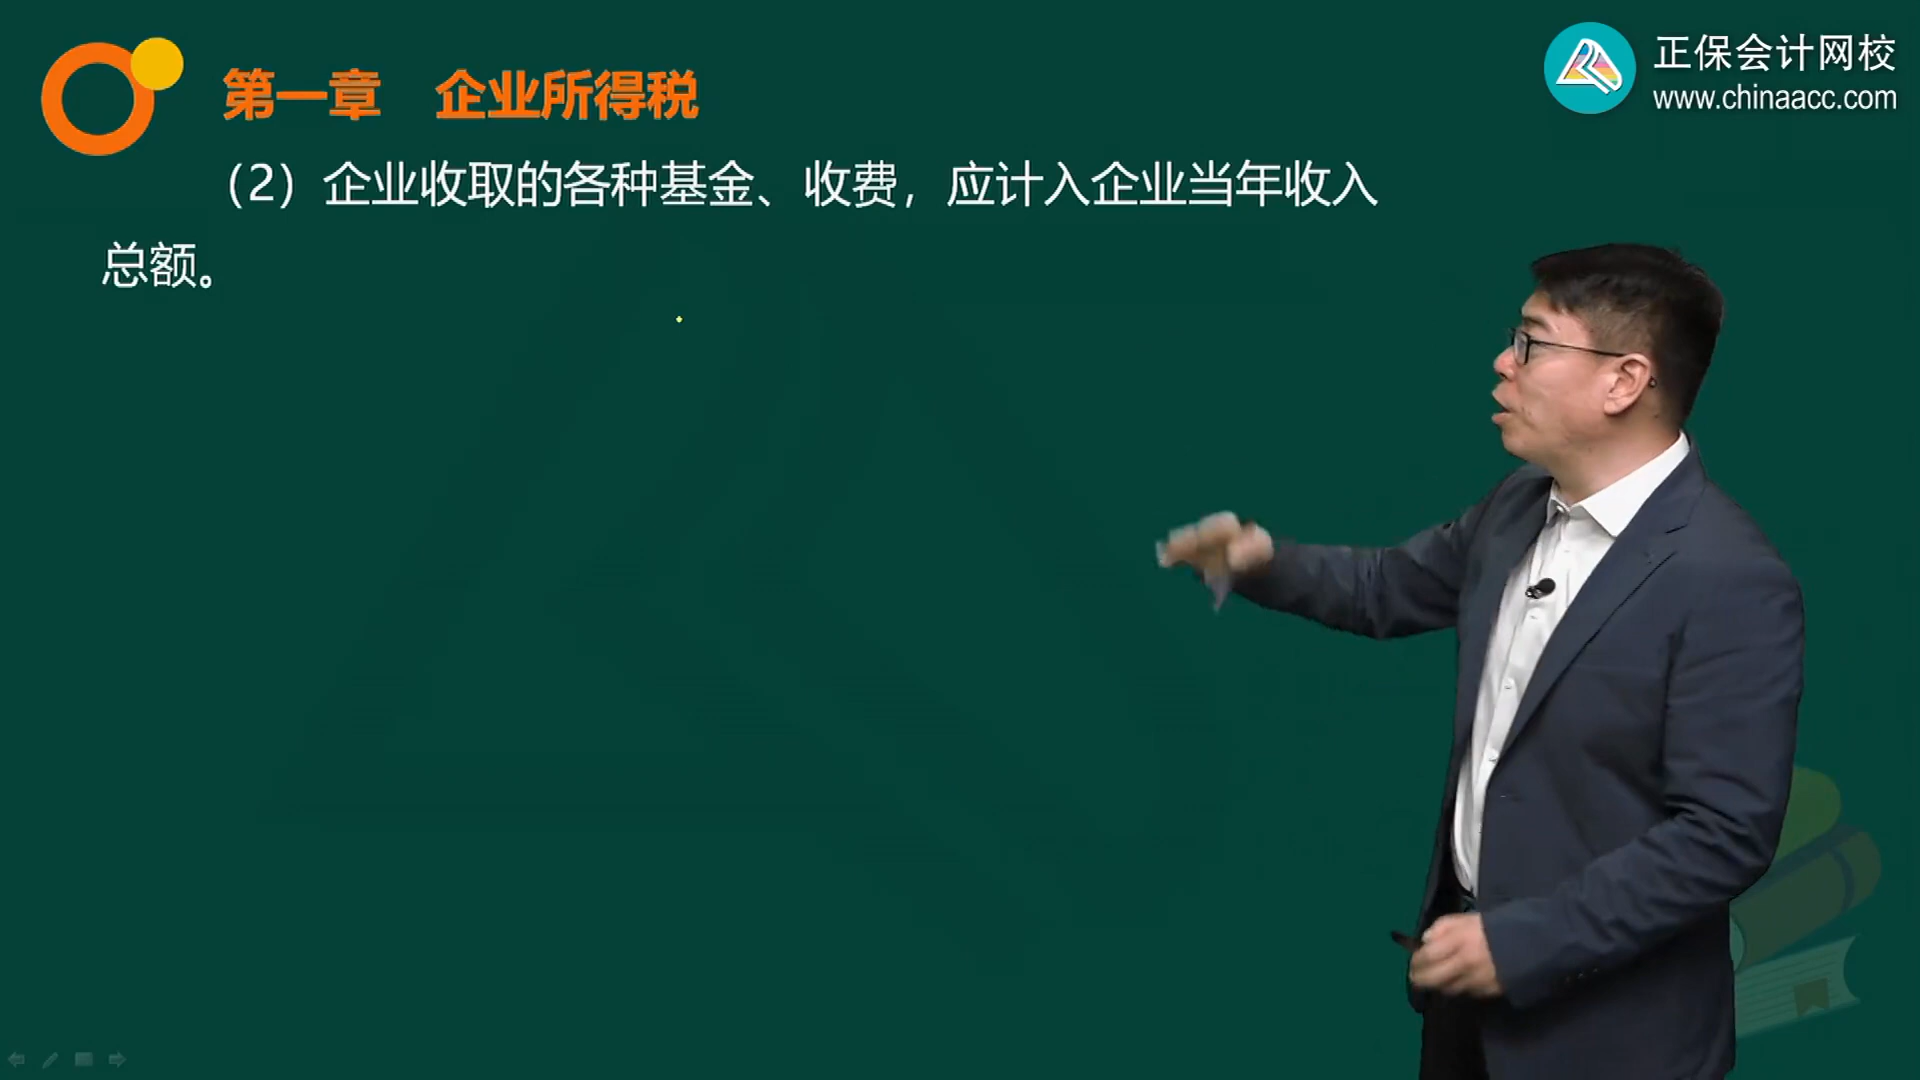 正保会计网校
www.chinaacc.com
第一章 企业所得税
（2）企业收取的各种基金、收费，应计入企业当年收入
总额。